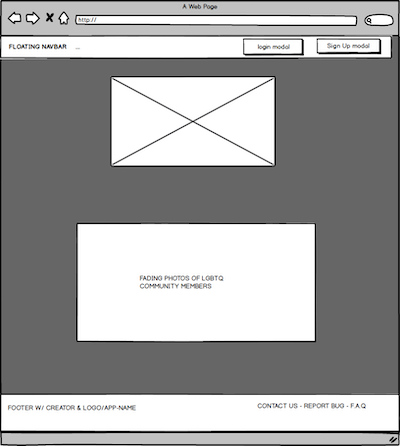 A Web Page
http://
FLOATING NAVBAR ...
login modal
Sign Up modal
FADING PHOTOS OF LGBTQ
COMMUNITY MEMBERS
FOOTER W/ CREATOR & LOGO/APP-NAME
CONTACT US - REPORT BUG - F.A.Q